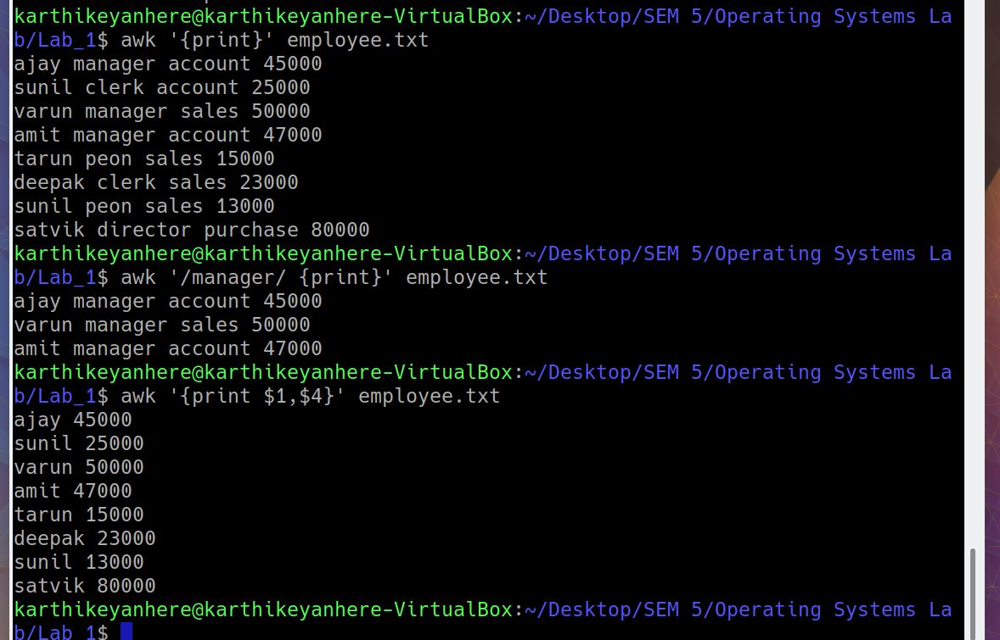 karthikeyanhere@karthikeyanhere-VirtualBox:~/Desktop/SEM 5/Operating Systems La
b/Lab_1$ awk '{print}' employee.txt
ajay manager account 45000
sunil clerk account 25000
varun manager sales 50000
amit manager account 47000
tarun peon sales 15000
deepak clerk sales 23000
sunil peon sales 13000
satvik director purchase 80000
karthikeyanhere@karthikeyanhere-VirtualBox:~/Desktop/SEM 5/Operating Systems La
b/Lab_1$ awk '/manager/ {print}' employee.txt
ajay manager account 45000
varun manager sales 50000
amit manager account 47000
karthikeyanhere@karthikeyanhere-VirtualBox:~/Desktop/SEM 5/Operating Systems La
b/Lab_1$ awk '{print $1,$4}' employee.txt
ajay 45000
sunil 25000
varun 50000
amit 47000
tarun 15000
deepak 23000
sunil 13000
satvik 80000
karthikeyanhere@karthikeyanhere-VirtualBox:~/Desktop/SEM 5/Operating Systems La
b/Lab_1$